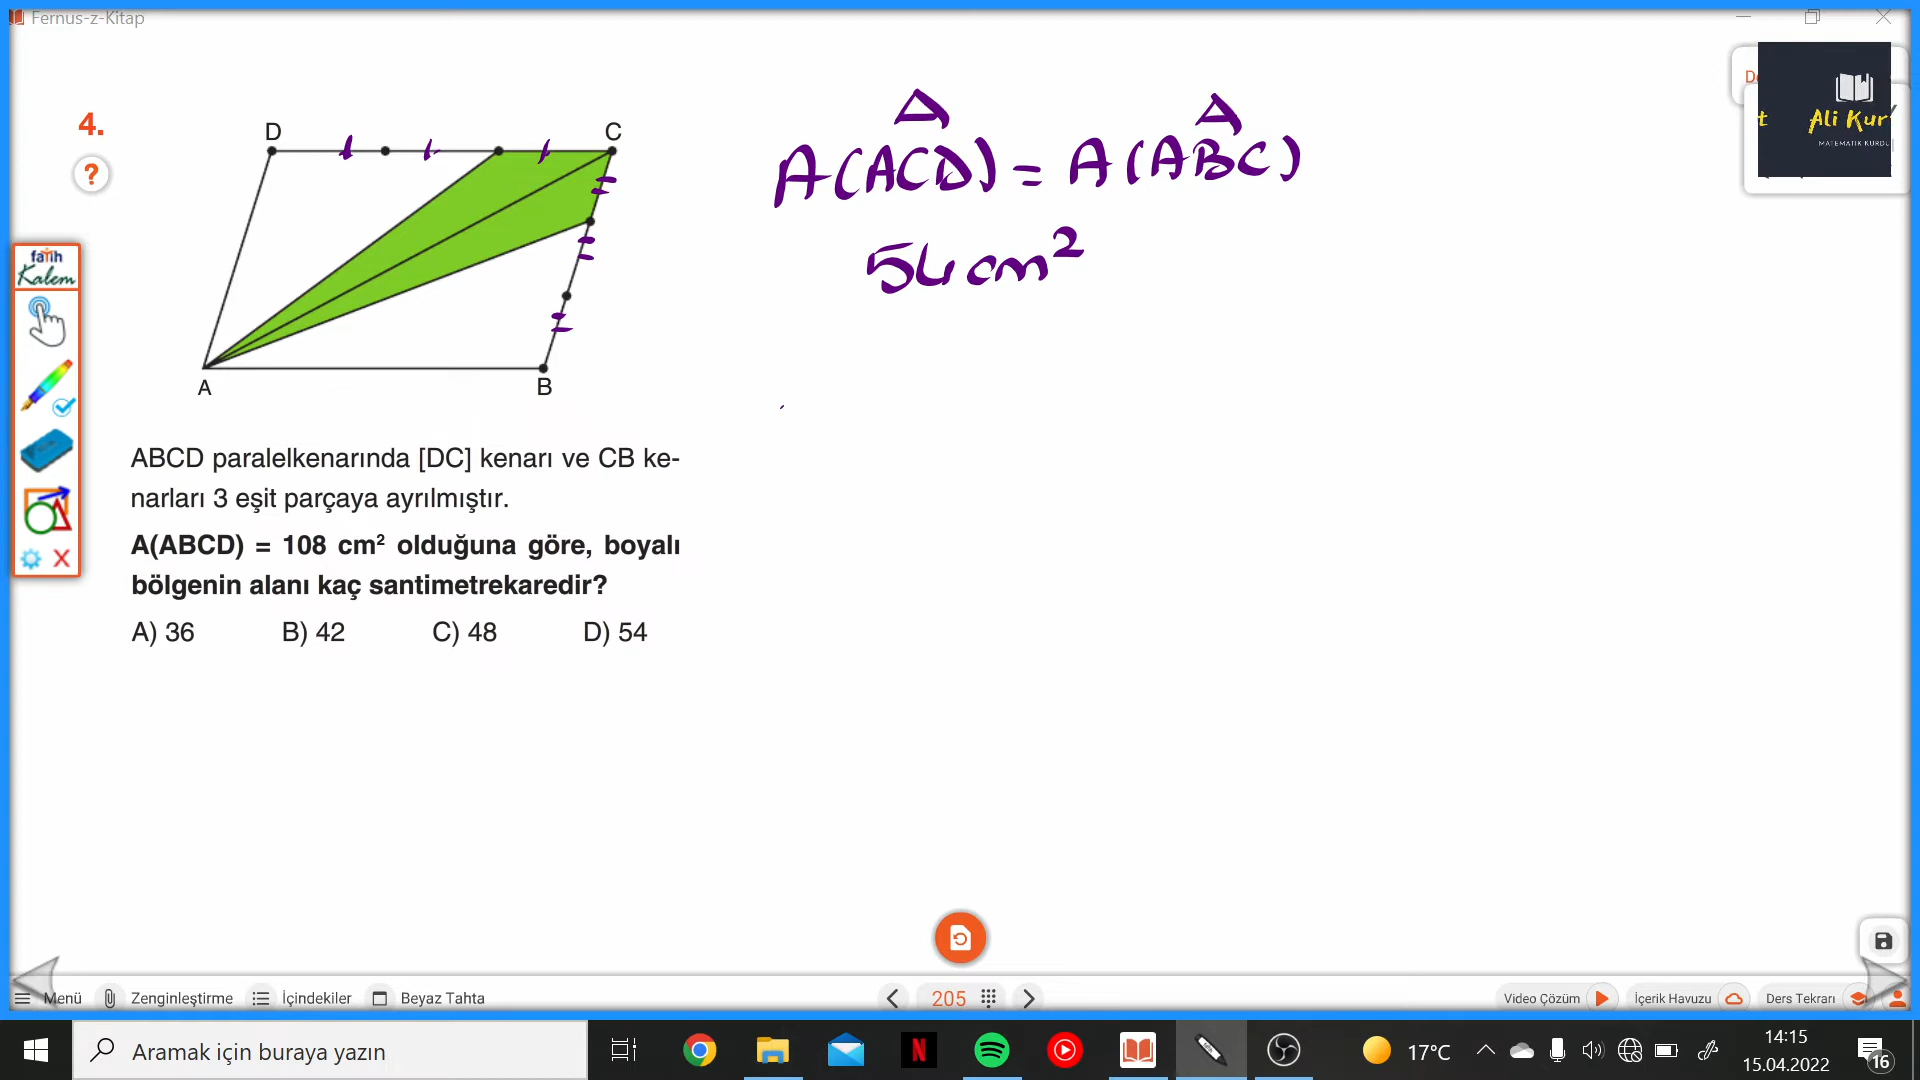 Fernus-z-Kitap
4.
?
D
C
A
B
A(ACD) = A(ABC)
54 cm²
Ali Kur
MATEMATIK KURDU
fatih
Kalem
ABCD paralelkenarında [DC] kenarı ve CB ke-
narları 3 eşit parçaya ayrılmıştır.
A(ABCD) = 108 cm² olduğuna göre, boyalı
bölgenin alanı kaç santimetrekaredir?
A) 36 B) 42 C) 48 D) 54
Menü Zenginleştirme İçindekiler Beyaz Tahta 205 Video Çözüm İçerik Havuzu Ders Tekrarı
Aramak için buraya yazın 17°C 14:15
15.04.2022 16